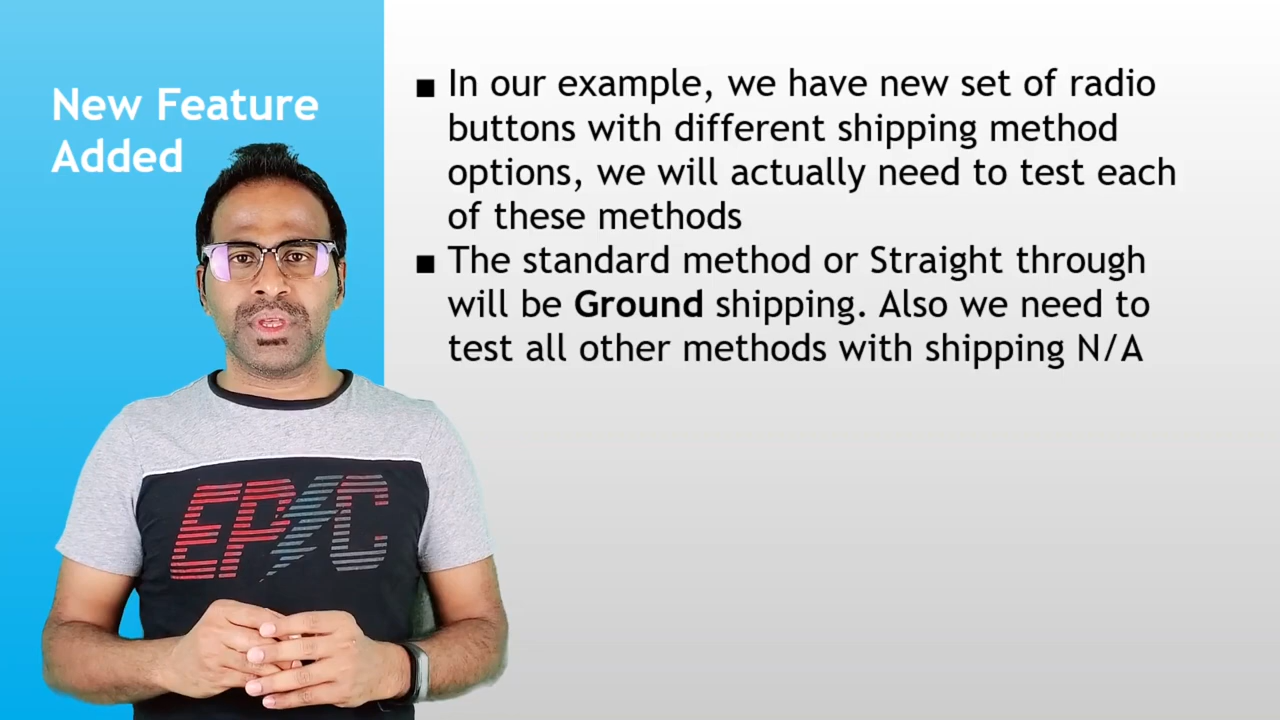 New Feature
Added
■ In our example, we have new set of radio
buttons with different shipping method
options, we will actually need to test each
of these methods
■ The standard method or Straight through
will be Ground shipping. Also we need to
test all other methods with shipping N/A
EPIC